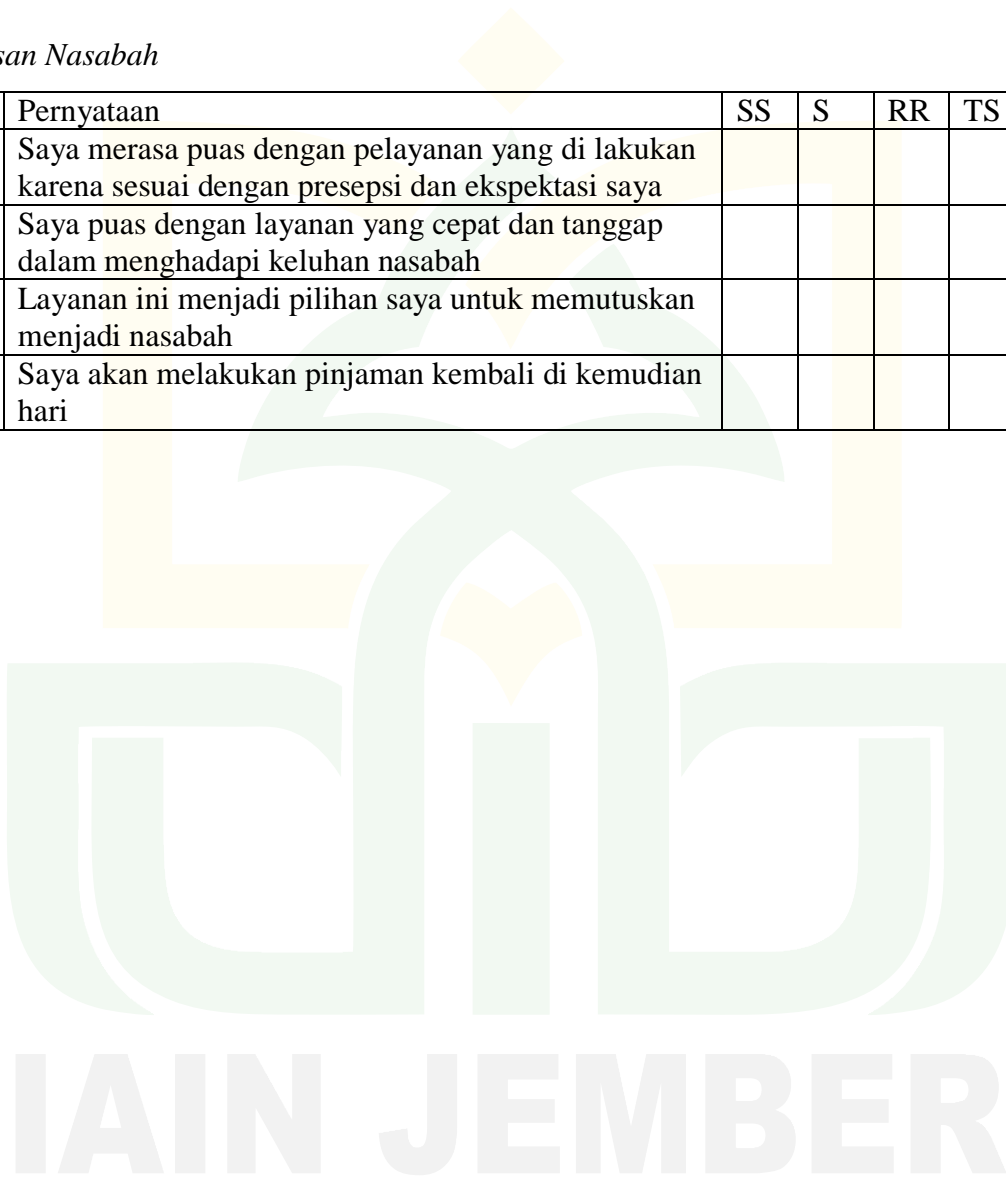 san Nasabah
Pernyataan SS S RR TS
Saya merasa puas dengan pelayanan yang di lakukan
karena sesuai dengan presepsi dan ekspektasi saya
Saya puas dengan layanan yang cepat dan tanggap
dalam menghadapi keluhan nasabah
Layanan ini menjadi pilihan saya untuk memutuskan
menjadi nasabah
Saya akan melakukan pinjaman kembali di kemudian
hari
IAIN JEMBER